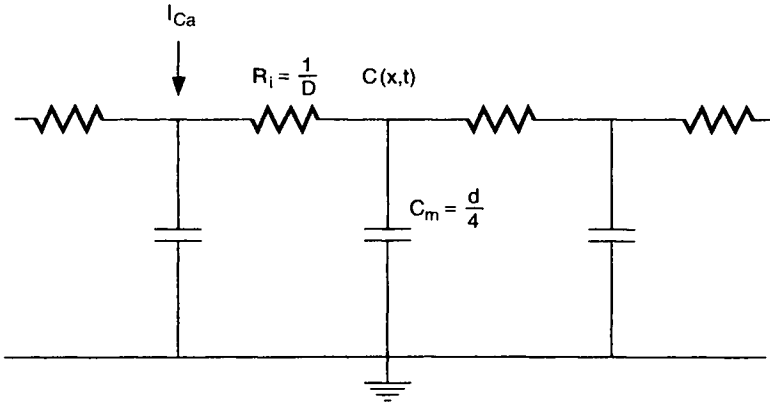 I_Ca
R_i = 1/D
C(x,t)
C_m = d/4